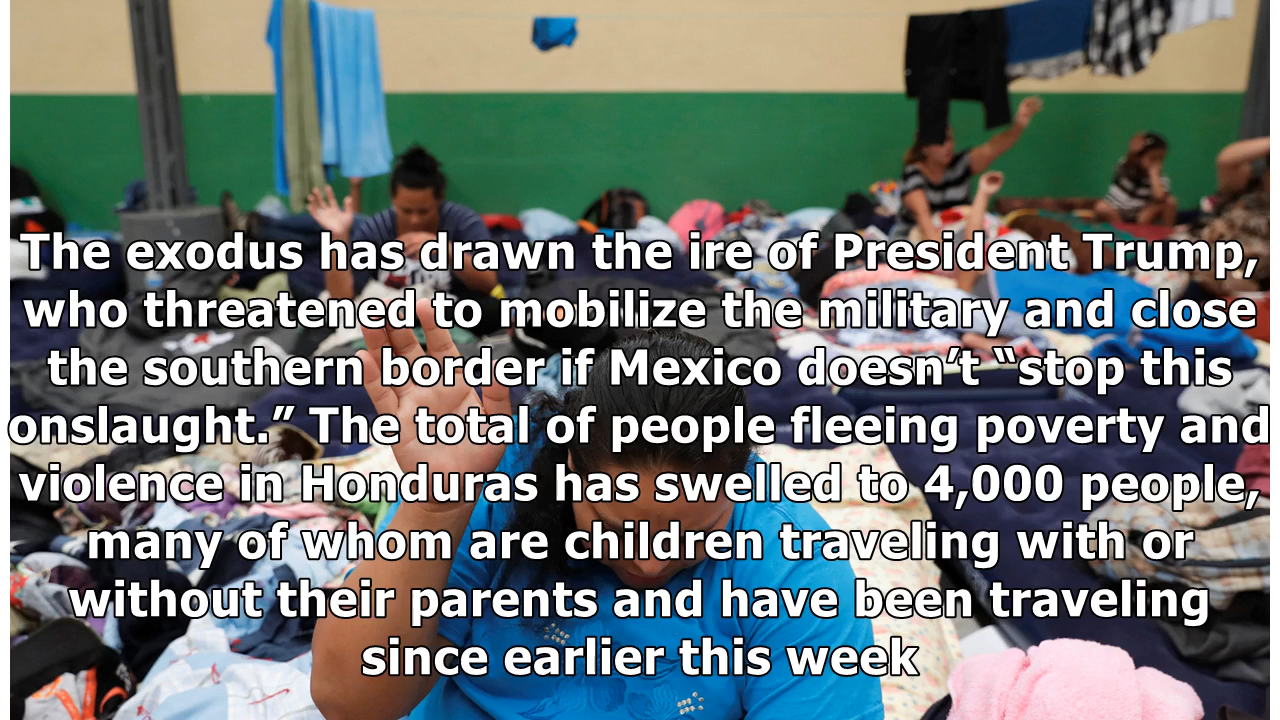 The exodus has drawn the ire of President Trump,
who threatened to mobilize the military and close
the southern border if Mexico doesn’t “stop this
onslaught.” The total of people fleeing poverty and
violence in Honduras has swelled to 4,000 people,
many of whom are children traveling with or
without their parents and have been traveling
since earlier this week